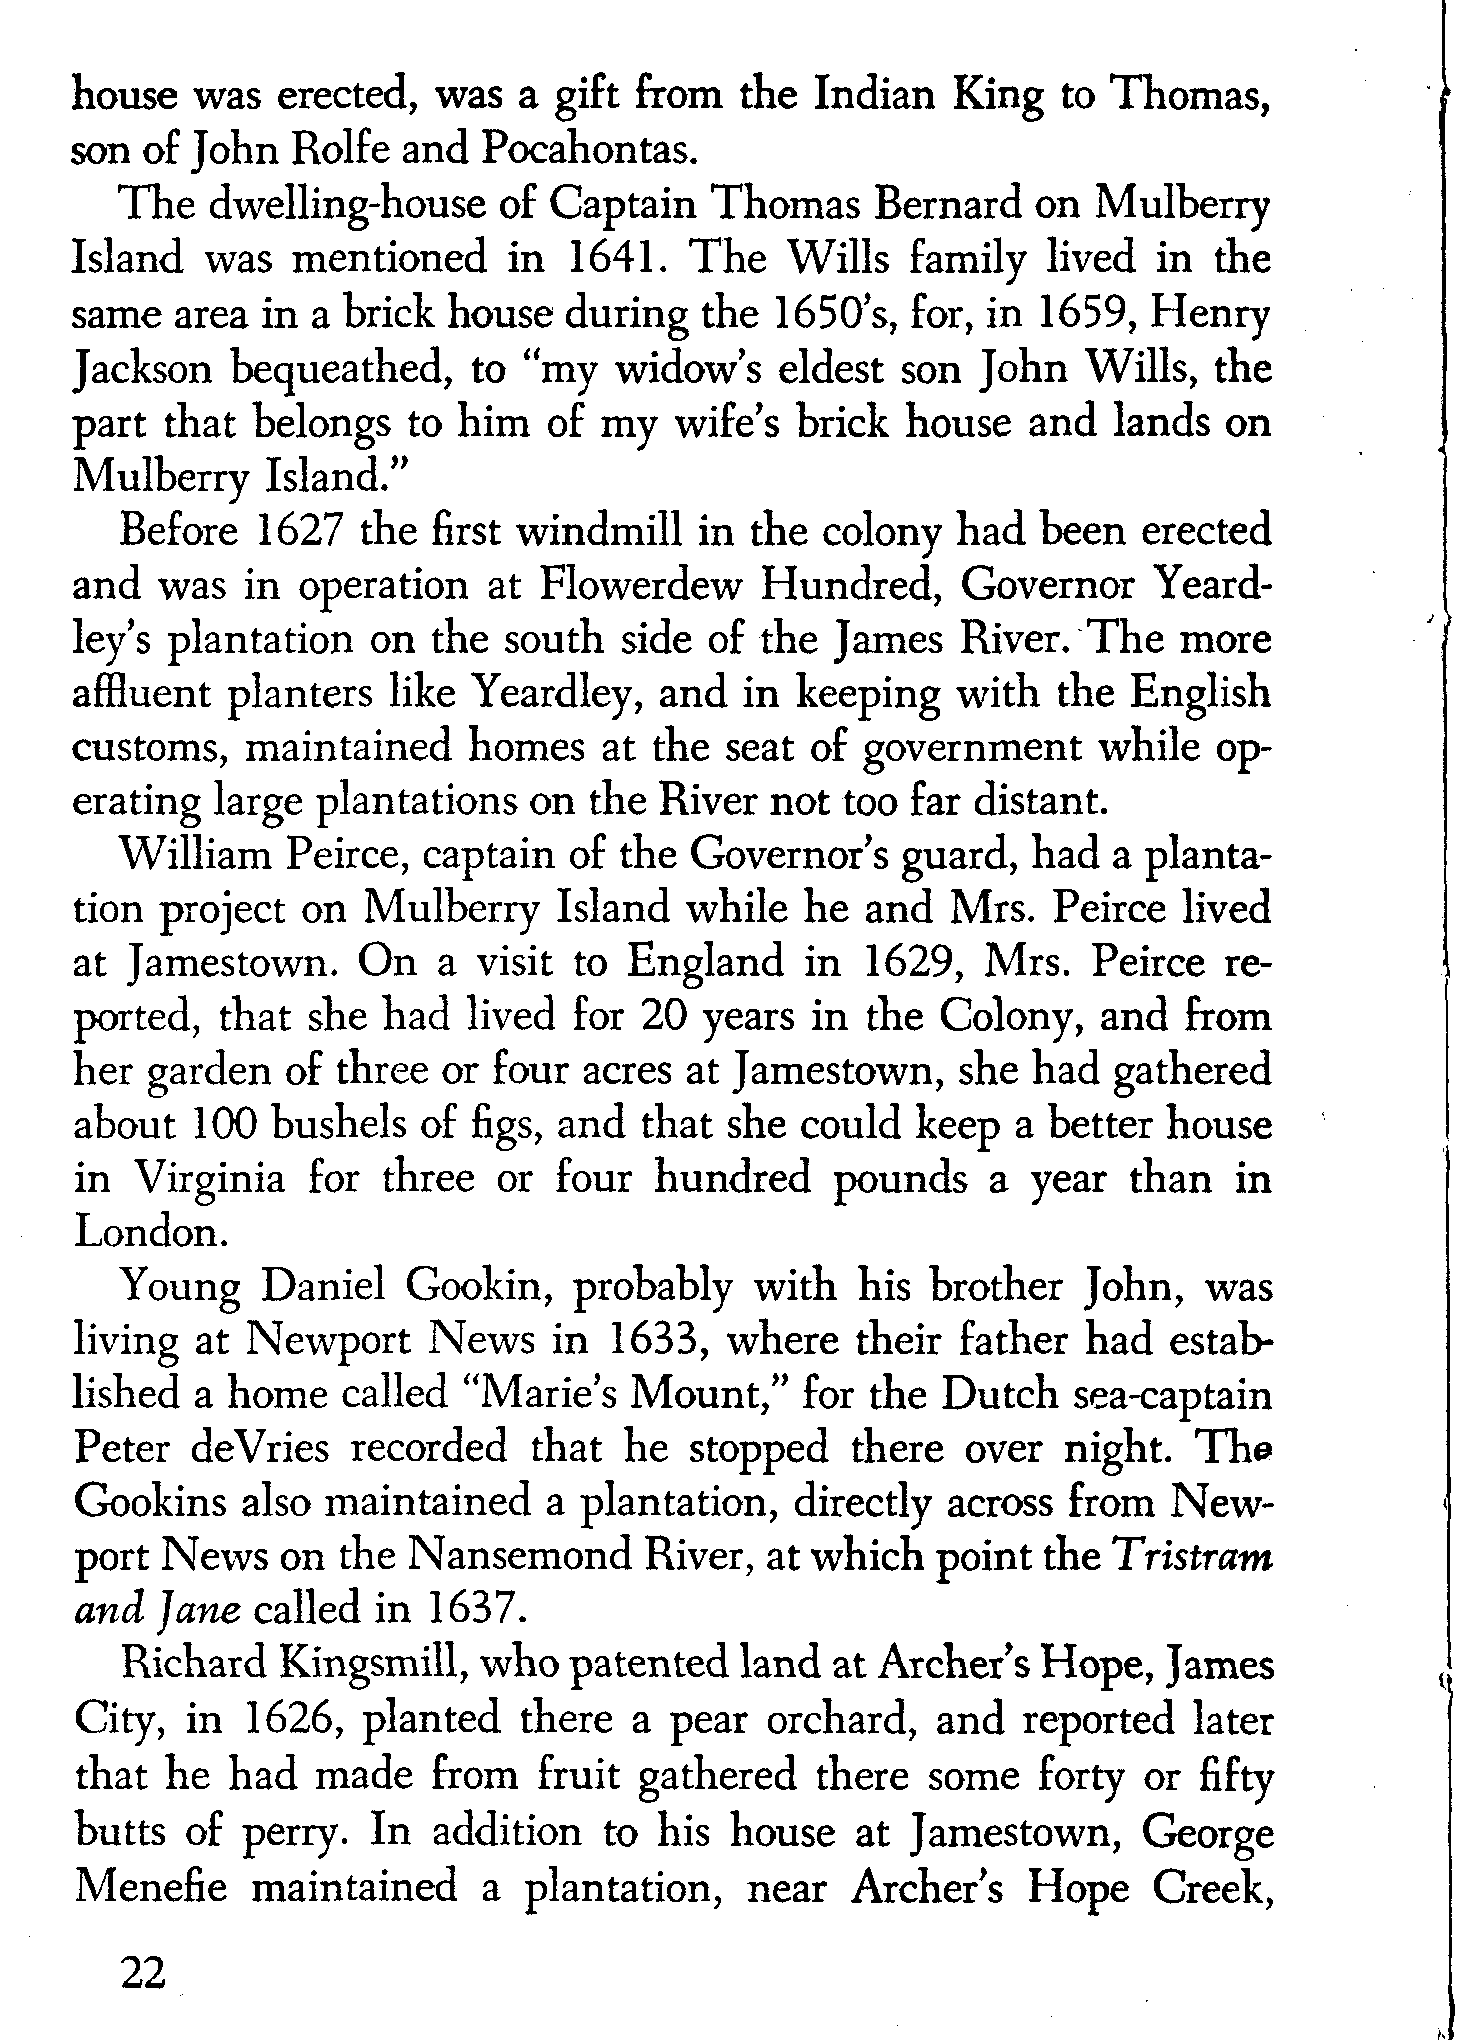 house was erected, was a gift from the Indian King to Thomas,
son of John Rolfe and Pocahontas.
The dwelling-house of Captain Thomas Bernard on Mulberry
Island was mentioned in 1641. The Wills family lived in the
same area in a brick house during the 1650's, for, in 1659, Henry
Jackson bequeathed, to "my widow's eldest son John Wills, the
part that belongs to him of my wife's brick house and lands on
Mulberry Island."
Before 1627 the first windmill in the colony had been erected
and was in operation at Flowerdew Hundred, Governor Yeard-
ley's plantation on the south side of the James River. The more
affluent planters like Yeardley, and in keeping with the English
customs, maintained homes at the seat of government while op-
erating large plantations on the River not too far distant.
William Peirce, captain of the Governor's guard, had a planta-
tion project on Mulberry Island while he and Mrs. Peirce lived
at Jamestown. On a visit to England in 1629, Mrs. Peirce re-
ported, that she had lived for 20 years in the Colony, and from
her garden of three or four acres at Jamestown, she had gathered
about 100 bushels of figs, and that she could keep a better house
in Virginia for three or four hundred pounds a year than in
London.
Young Daniel Gookin, probably with his brother John, was
living at Newport News in 1633, where their father had estab-
lished a home called "Marie's Mount," for the Dutch sea-captain
Peter deVries recorded that he stopped there over night. The
Gookins also maintained a plantation, directly across from New-
port News on the Nansemond River, at which point the Tristram
and Jane called in 1637.
Richard Kingsmill, who patented land at Archer's Hope, James
City, in 1626, planted there a pear orchard, and reported later
that he had made from fruit gathered there some forty or fifty
butts of perry. In addition to his house at Jamestown, George
Menefie maintained a plantation, near Archer's Hope Creek,
22